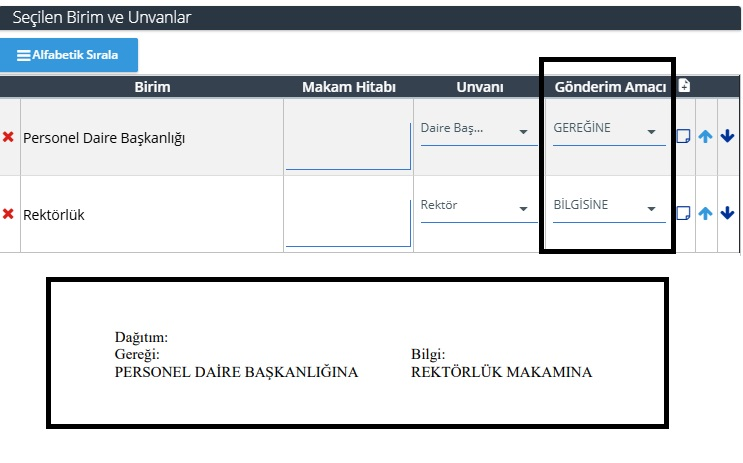 Seçilen Birim ve Unvanlar
Alfabetik Sırala
Birim Makam Hitabı Unvanı Gönderim Amacı
Personel Daire Başkanlığı Daire Baş... GEREĞİNE
Rektörlük Rektör BİLGİSİNE
Dağıtım:
Gereği: Bilgi:
PERSONEL DAİRE BAŞKANLIĞINA REKTÖRLÜK MAKAMINA